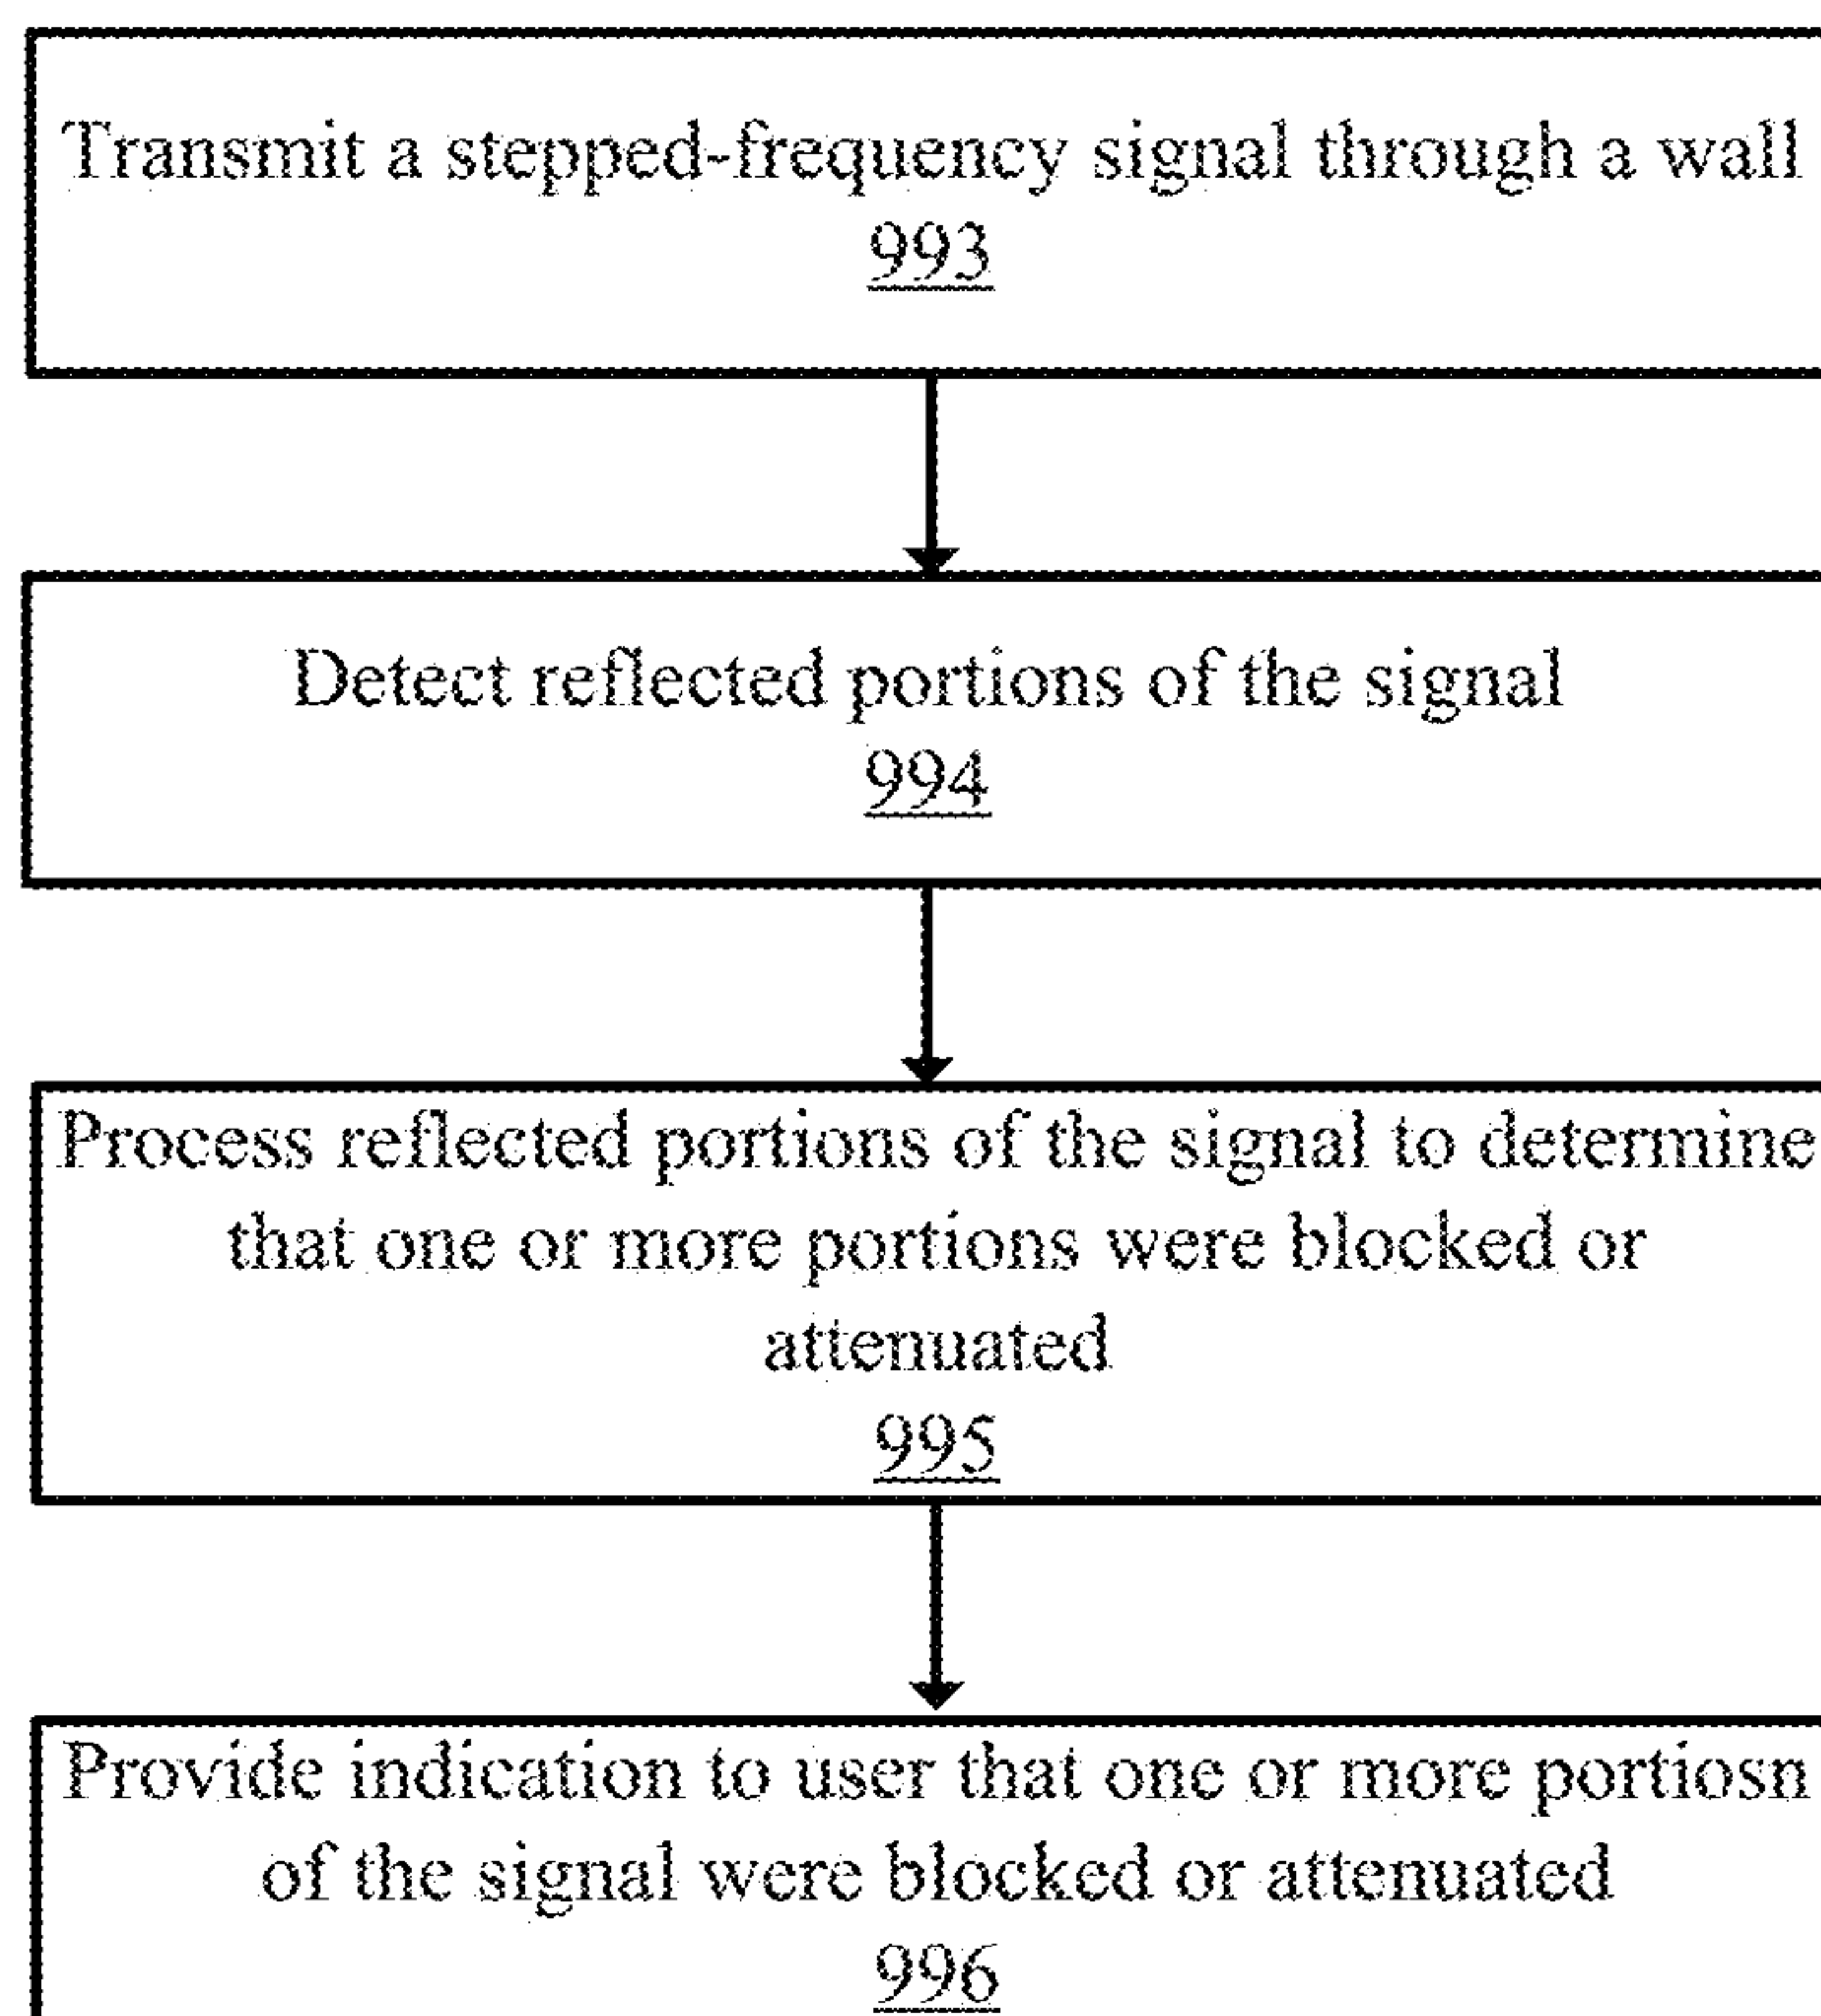 Transmit a stepped-frequency signal through a wall
993
Detect reflected portions of the signal
994
Process reflected portions of the signal to determine
that one or more portions were blocked or
attenuated
995
Provide indication to user that one or more portiosn
of the signal were blocked or attenuated
996